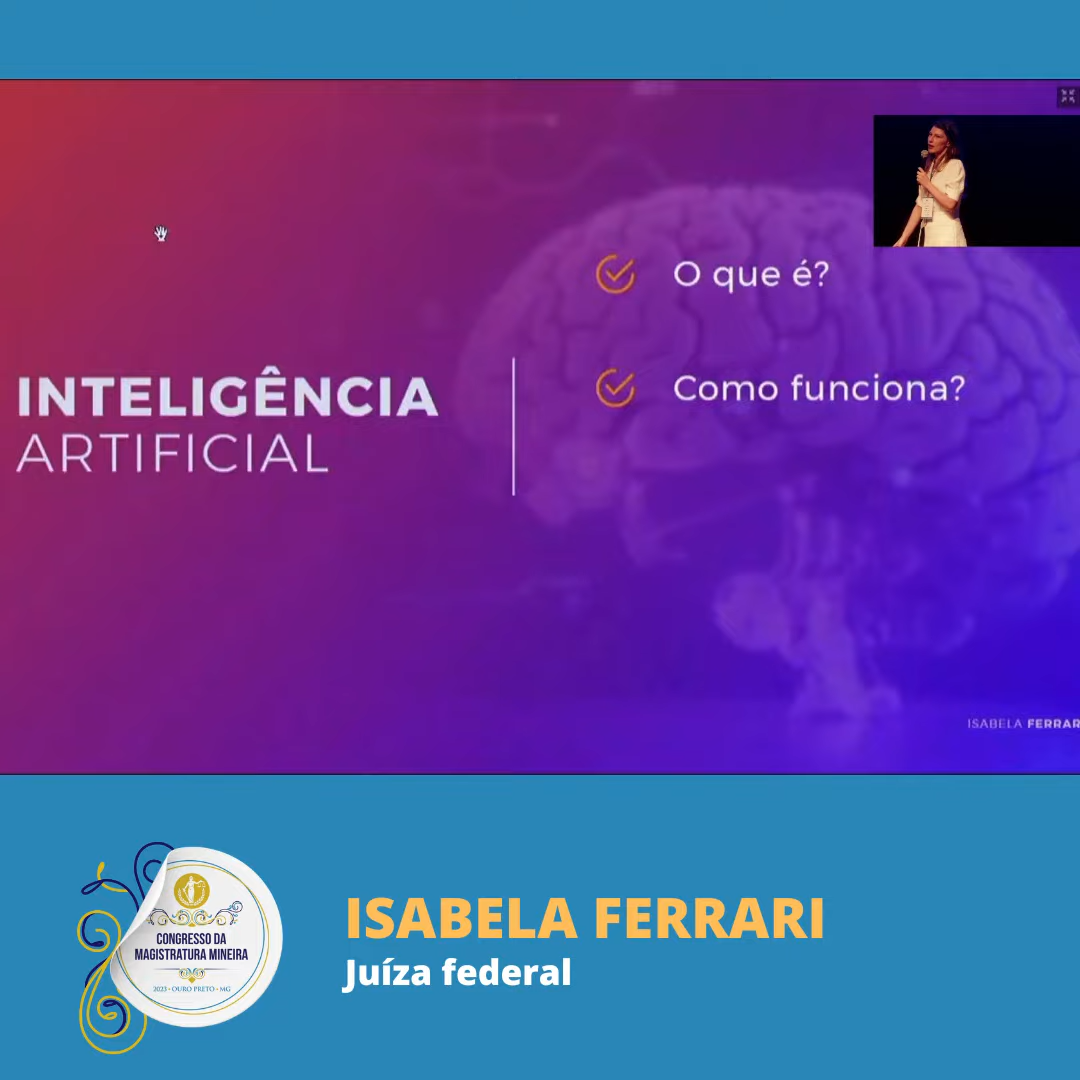 O que é?
Como funciona?
INTELIGÊNCIA
ARTIFICIAL
ISABELA FERRAR
CONGRESSO DA
MAGISTRATURA MINEIRA
2023 • OURO PRETO • MG
ISABELA FERRARI
Juíza federal